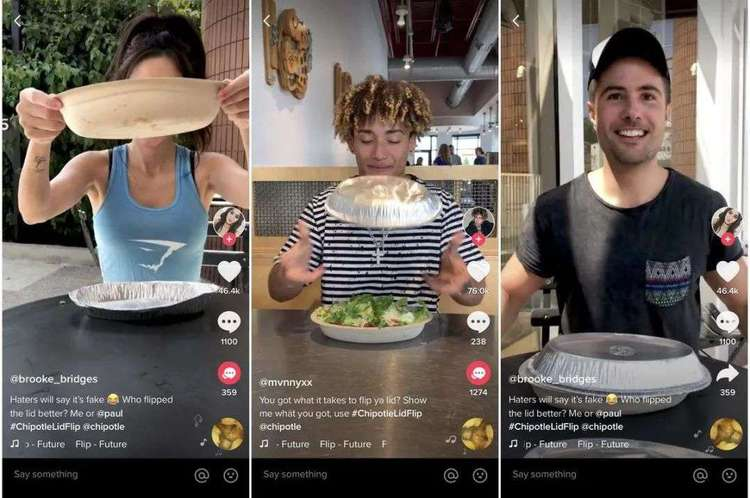 46.4k
1100
359
@brooke_bridges
Haters will say it's fake 😂 Who flipped
the lid better? Me or @paul
#ChipotleLidFlip @chipotle
- Future Flip - Future
Say something
76.0k
238
1274
@mvnnyxx
You got what it takes to flip ya lid? Show
me what you got, use #ChipotleLidFlip
@chipotle
- Future Flip - Future F
Say something
46.4k
1100
359
@brooke_bridges
Haters will say it's fake 😂 Who flipped
the lid better? Me or @paul
#ChipotleLidFlip @chipotle
ip - Future Flip - Future
Say something